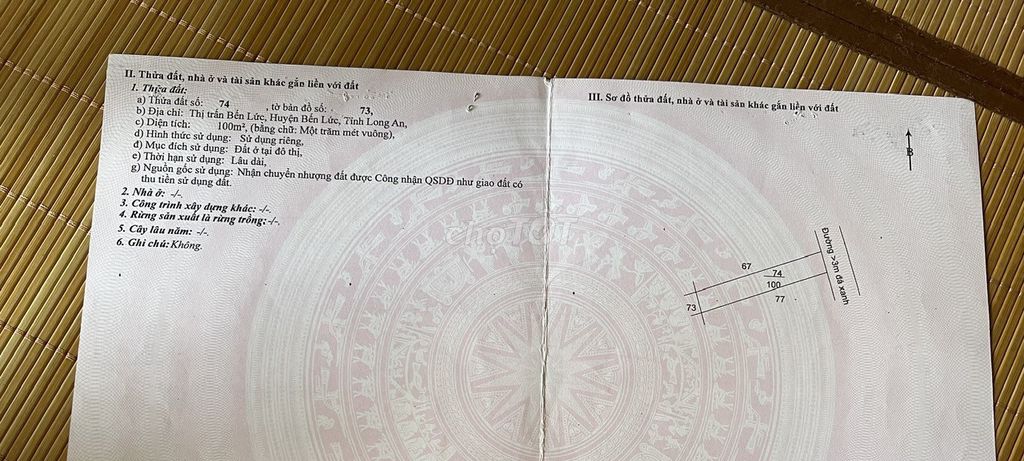 II. Thửa đất, nhà ở và tài sản khác gắn liền với đất
1. Thửa đất:
a) Thửa đất số: 74 , tờ bản đồ số: 73,
b) Địa chỉ: Thị trấn Bến Lức, Huyện Bến Lức, Tỉnh Long An,
c) Diện tích: 100m², (bằng chữ: Một trăm mét vuông),
d) Hình thức sử dụng: Sử dụng riêng,
đ) Mục đích sử dụng: Đất ở tại đô thị,
e) Thời hạn sử dụng: Lâu dài,
g) Nguồn gốc sử dụng: Nhận chuyển nhượng đất được Công nhận QSDĐ như giao đất có
thu tiền sử dụng đất.
2. Nhà ở: -/-.
3. Công trình xây dựng khác: -/-.
4. Rừng sản xuất là rừng trồng: -/-.
5. Cây lâu năm: -/-.
6. Ghi chú: Không.
III. Sơ đồ thửa đất, nhà ở và tài sản khác gắn liền với đất
B
Đường >3m đá xanh
67
74
100
77
73
choTỐT